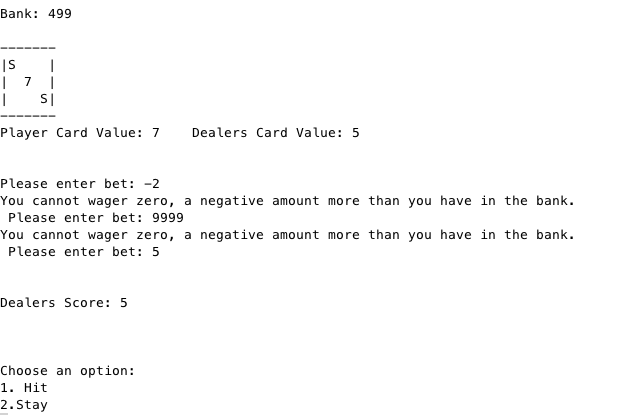 Bank: 499
-------
|S    |
|  7  |
|    S|
-------
Player Card Value: 7    Dealers Card Value: 5
Please enter bet: -2
You cannot wager zero, a negative amount more than you have in the bank.
 Please enter bet: 9999
You cannot wager zero, a negative amount more than you have in the bank.
 Please enter bet: 5
Dealers Score: 5
Choose an option:
1. Hit
2.Stay